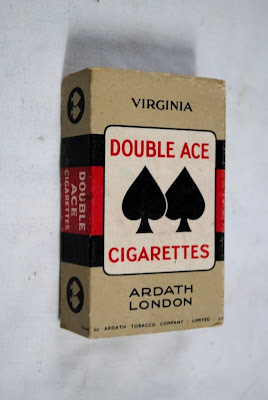 VIRGINIA
DOUBLE ACE
CIGARETTES
ARDATH
LONDON
by ARDATH TOBACCO COMPANY · LIMITED ·
DOUBLE
ACE
CIGARETTES